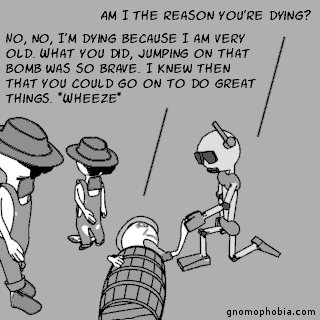 AM I THE REASON YOU'RE DYING?
NO, NO, I'M DYING BECAUSE I AM VERY
OLD. WHAT YOU DID, JUMPING ON THAT
BOMB WAS SO BRAVE. I KNEW THEN
THAT YOU COULD GO ON TO DO GREAT
THINGS. *WHEEZE*
gnomophobia.com